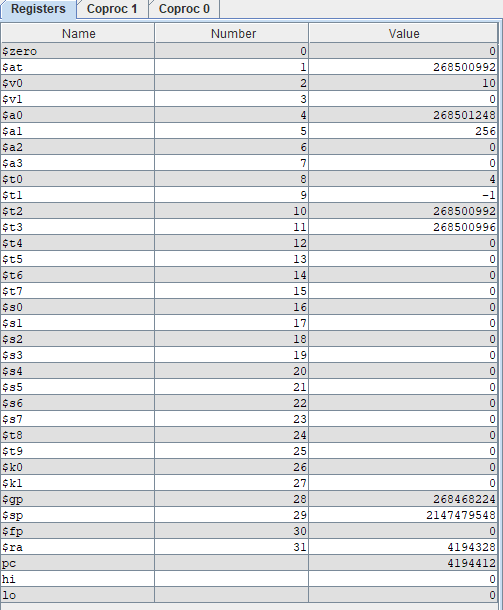 Registers Coproc 1 Coproc 0
Name Number Value
$zero 0 0
$at 1 268500992
$v0 2 10
$v1 3 0
$a0 4 268501248
$a1 5 256
$a2 6 0
$a3 7 0
$t0 8 4
$t1 9 -1
$t2 10 268500992
$t3 11 268500996
$t4 12 0
$t5 13 0
$t6 14 0
$t7 15 0
$s0 16 0
$s1 17 0
$s2 18 0
$s3 19 0
$s4 20 0
$s5 21 0
$s6 22 0
$s7 23 0
$t8 24 0
$t9 25 0
$k0 26 0
$k1 27 0
$gp 28 268468224
$sp 29 2147479548
$fp 30 0
$ra 31 4194328
pc 4194412
hi 0
lo 0